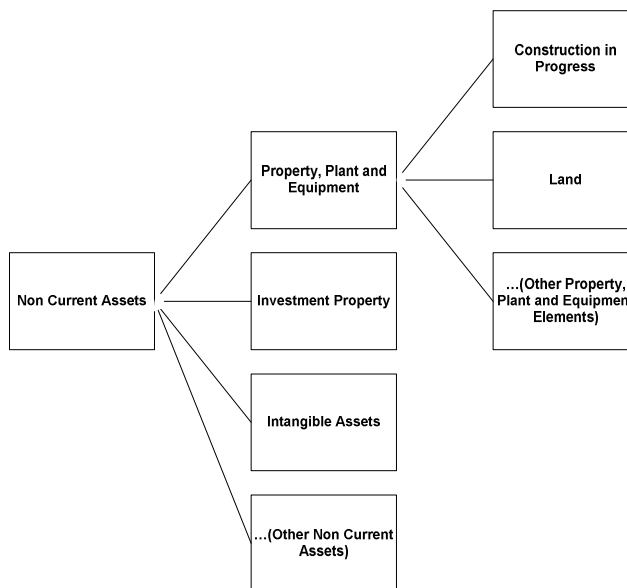 Construction in
Progress
Property, Plant and
Equipment
Land
Non Current Assets
Investment Property
…(Other Property,
Plant and Equipmen
Elements)
Intangible Assets
…(Other Non Current
Assets)